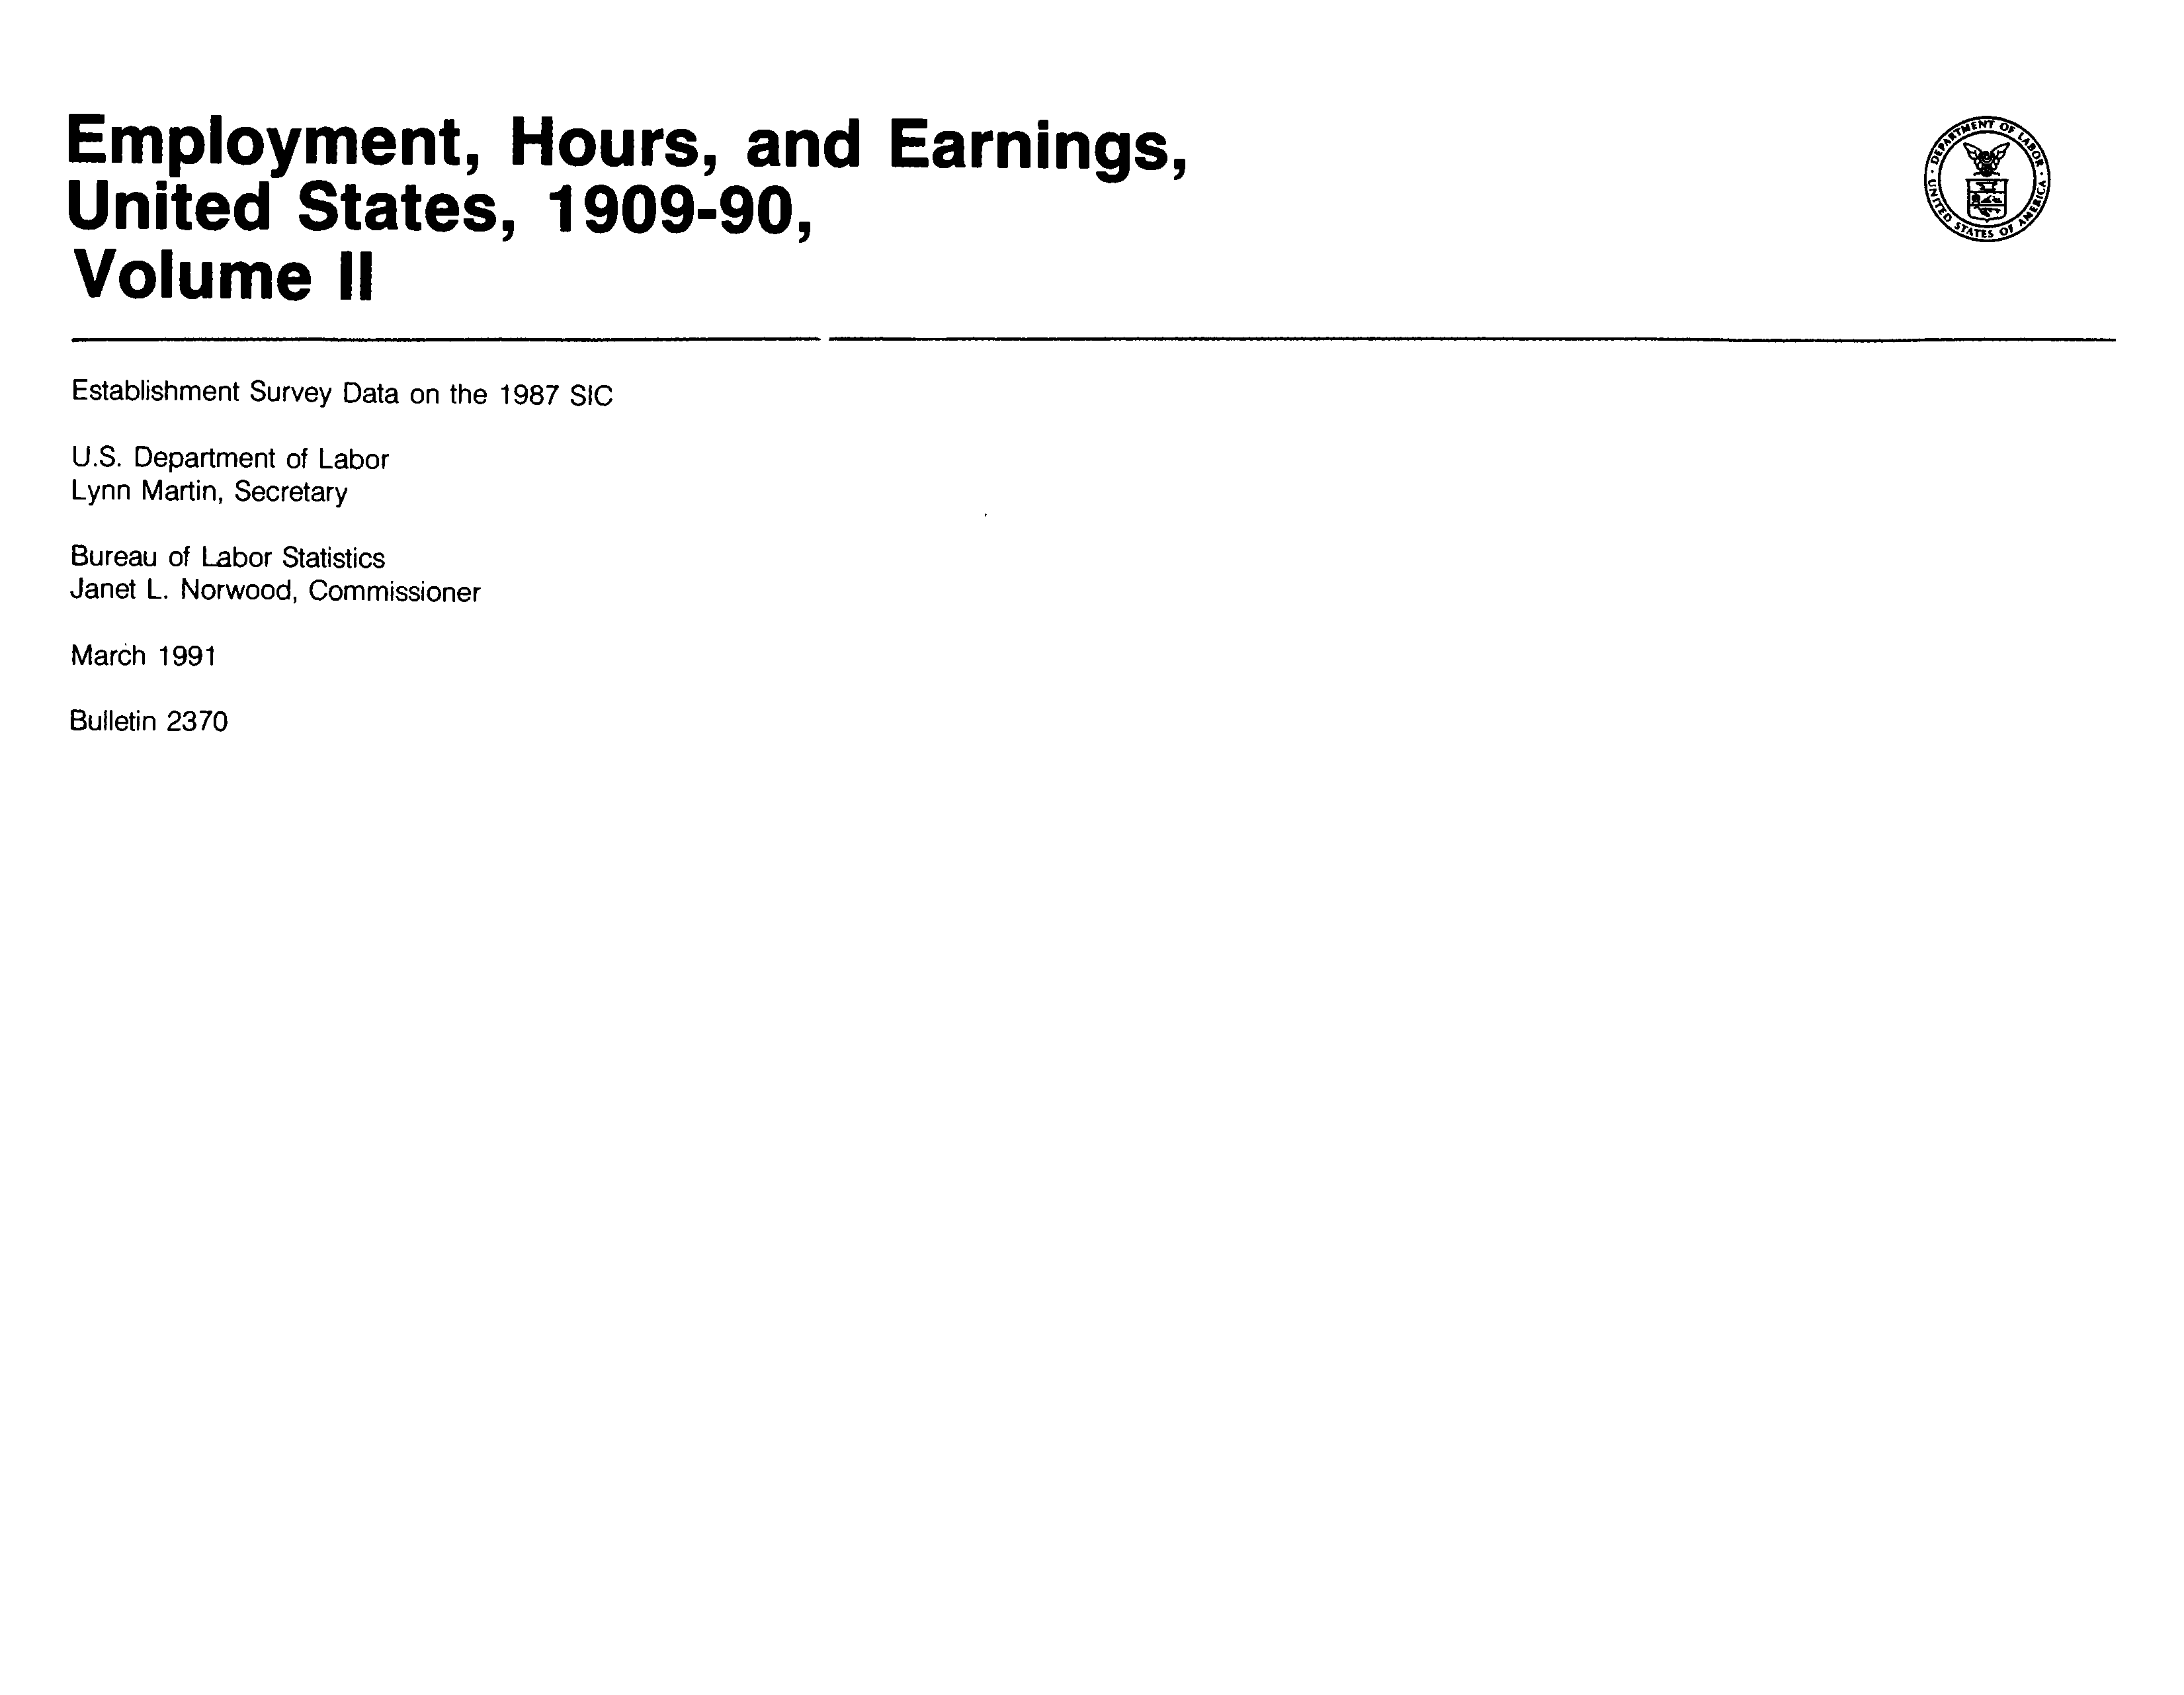 Employment, Hours, and Earnings,
United States, 1909-90,
Volume II
DEPARTMENT OF LABOR
UNITED STATES OF AMERICA
Establishment Survey Data on the 1987 SIC
U.S. Department of Labor
Lynn Martin, Secretary
Bureau of Labor Statistics
Janet L. Norwood, Commissioner
March 1991
Bulletin 2370